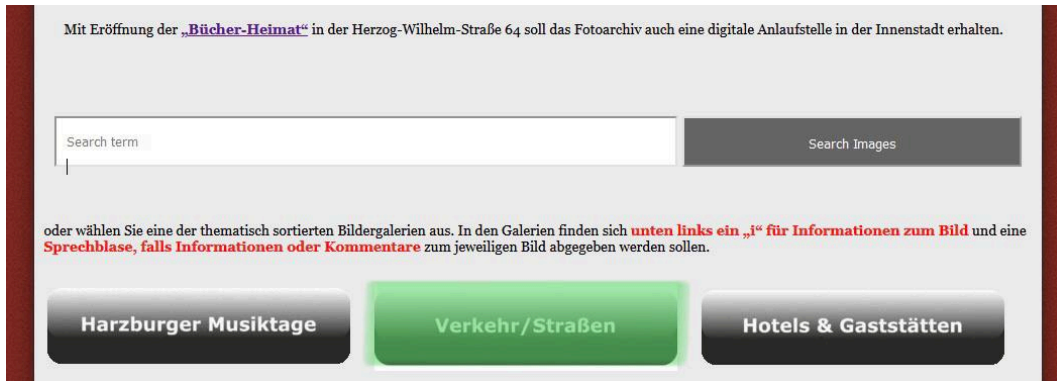 Mit Eröffnung der „Bücher-Heimat“ in der Herzog-Wilhelm-Straße 64 soll das Fotoarchiv auch eine digitale Anlaufstelle in der Innenstadt erhalten.
Search term
Search Images
oder wählen Sie eine der thematisch sortierten Bildergalerien aus. In den Galerien finden sich unten links ein „i“ für Informationen zum Bild und eine
Sprechblase, falls Informationen oder Kommentare zum jeweiligen Bild abgegeben werden sollen.
Harzburger Musiktage
Verkehr/Straßen
Hotels & Gaststätten